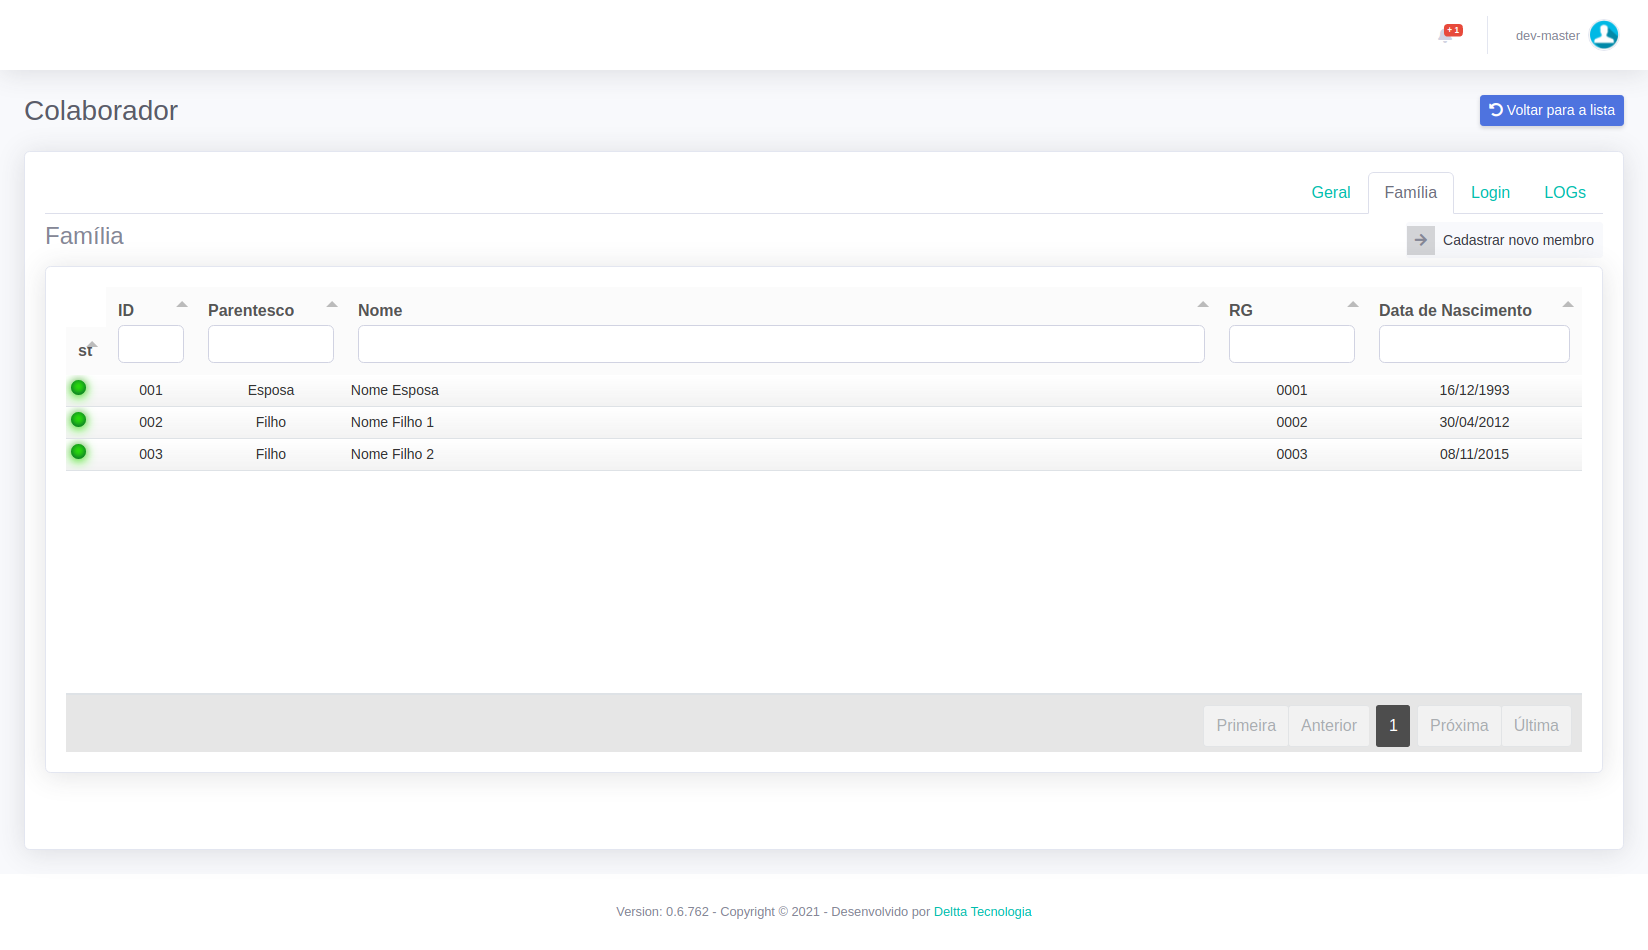 + 1
dev-master
Colaborador
Voltar para a lista
Geral Família Login LOGs
Família
Cadastrar novo membro
st ID Parentesco Nome RG Data de Nascimento
001 Esposa Nome Esposa 0001 16/12/1993
002 Filho Nome Filho 1 0002 30/04/2012
003 Filho Nome Filho 2 0003 08/11/2015
Primeira Anterior 1 Próxima Última
Version: 0.6.762 - Copyright © 2021 - Desenvolvido por Deltta Tecnologia